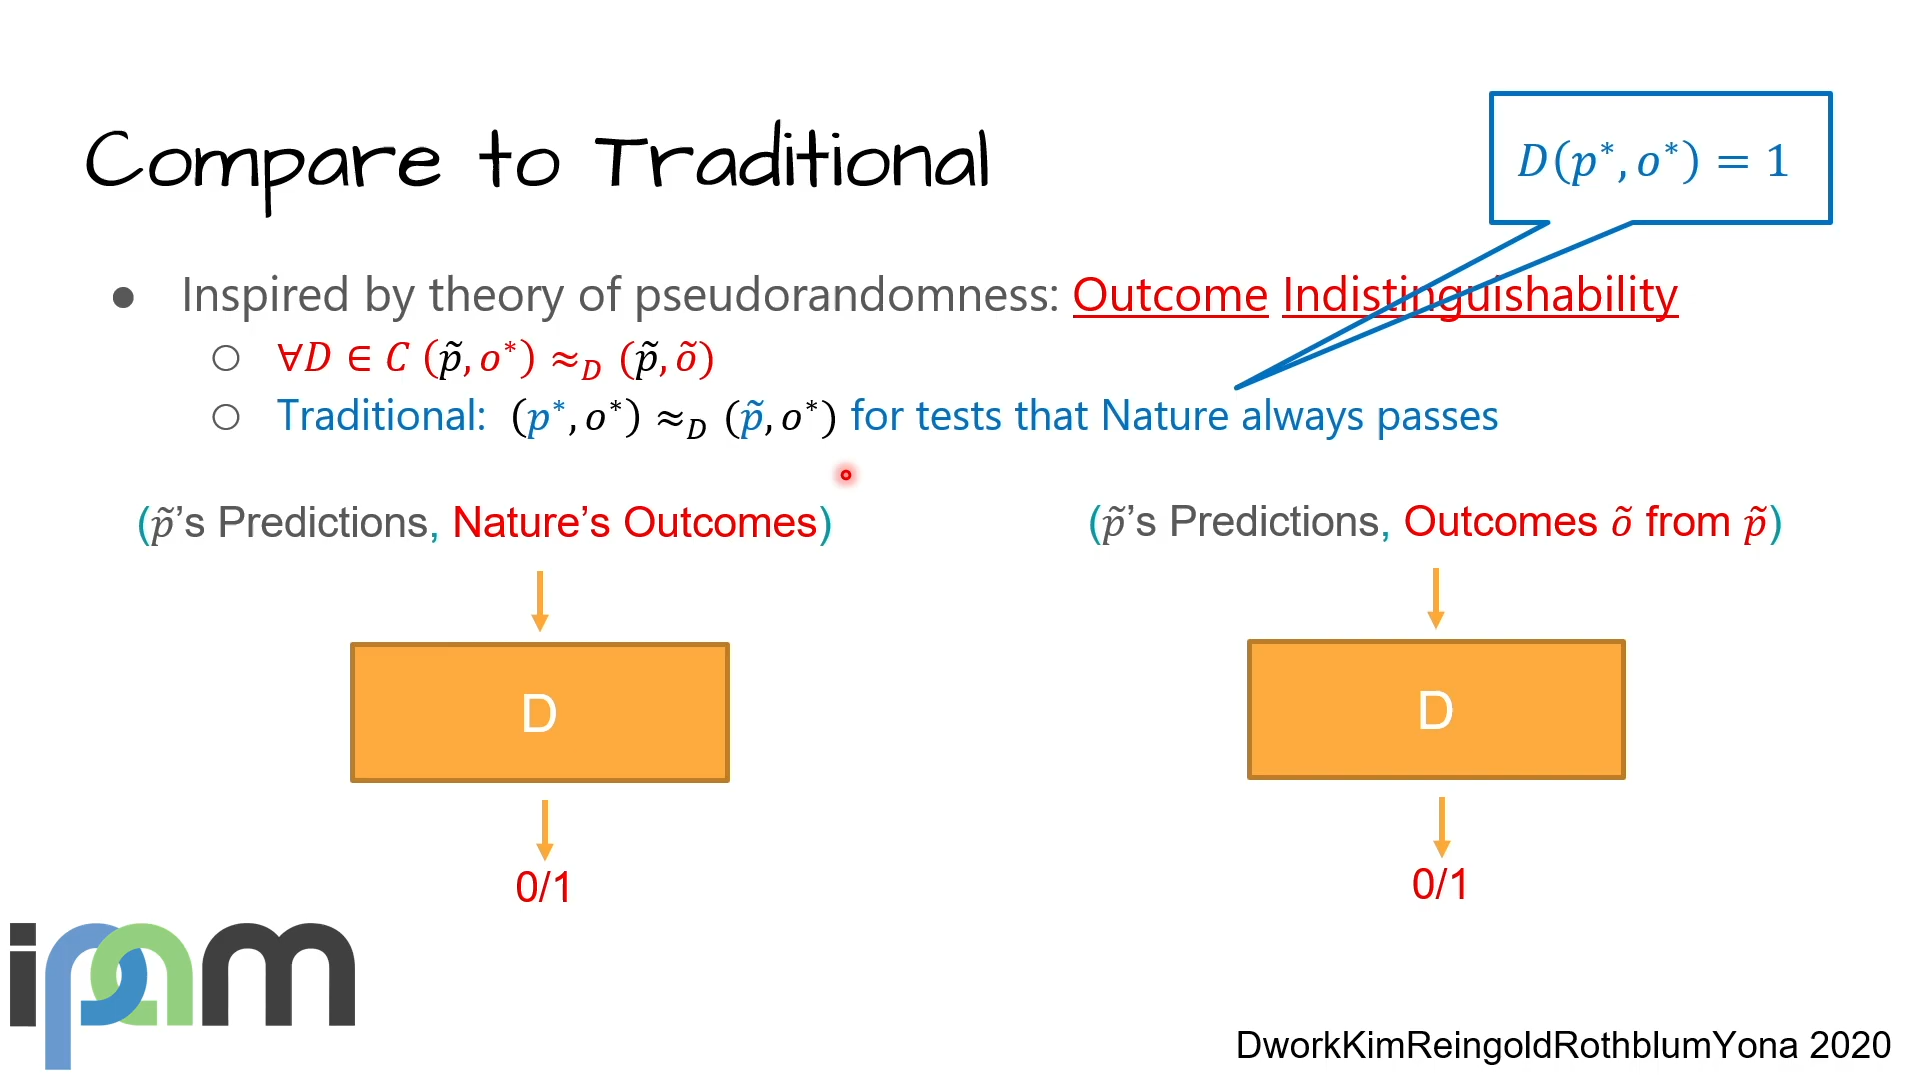 Compare to Traditional
D(p*, o*) = 1
● Inspired by theory of pseudorandomness: Outcome Indistinguishability
○ ∀D ∈ C (p̃, o*) ≈_D (p̃, õ)
○ Traditional: (p*, o*) ≈_D (p̃, o*) for tests that Nature always passes
(p̃'s Predictions, Nature's Outcomes)
(p̃'s Predictions, Outcomes õ from p̃)
D
D
0/1
0/1
ipam
DworkKimReingoldRothblumYona 2020